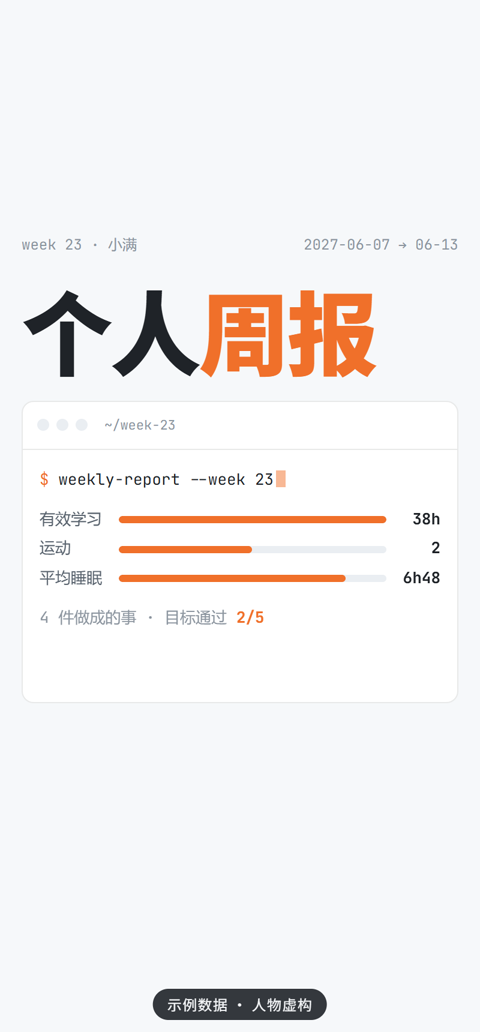 week 23 · 小满 2027-06-07 → 06-13
个人周报
~/week-23
$ weekly-report --week 23
有效学习 38h
运动 2
平均睡眠 6h48
4 件做成的事 · 目标通过 2/5
示例数据 · 人物虚构